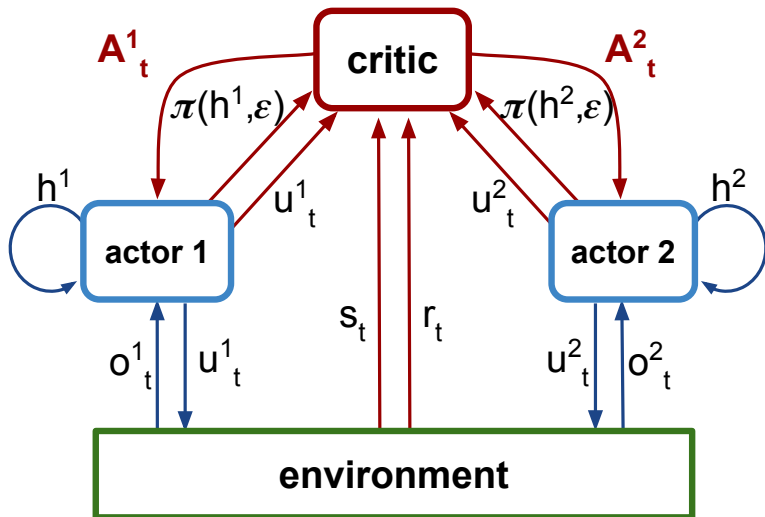 A¹ₜ
A²ₜ
critic
π(h¹,ε)
π(h²,ε)
h¹
u¹ₜ
u²ₜ
h²
actor 1
actor 2
sₜ
rₜ
o¹ₜ
u¹ₜ
u²ₜ
o²ₜ
environment